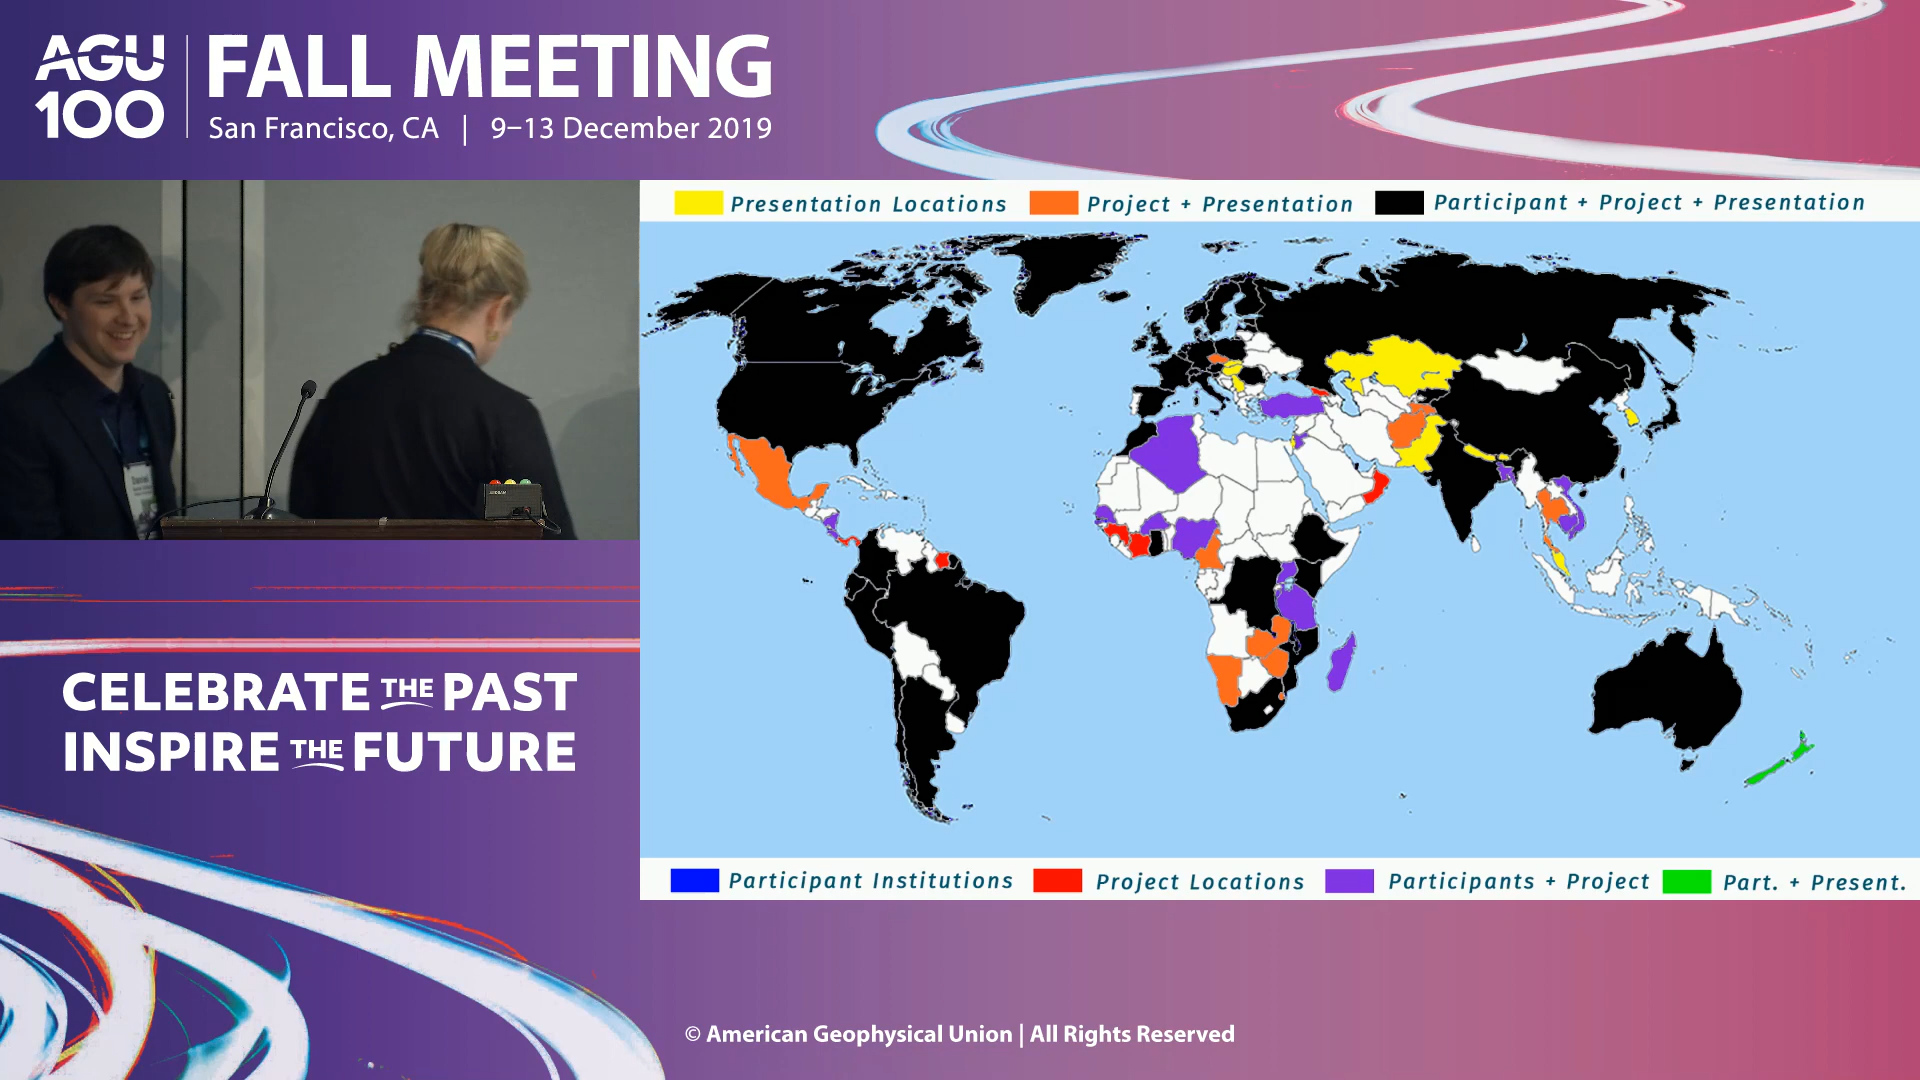 AGU
100
FALL MEETING
San Francisco, CA | 9–13 December 2019
Presentation Locations
Project + Presentation
Participant + Project + Presentation
Participant Institutions
Project Locations
Participants + Project
Part. + Present.
CELEBRATE THE PAST
INSPIRE THE FUTURE
© American Geophysical Union | All Rights Reserved